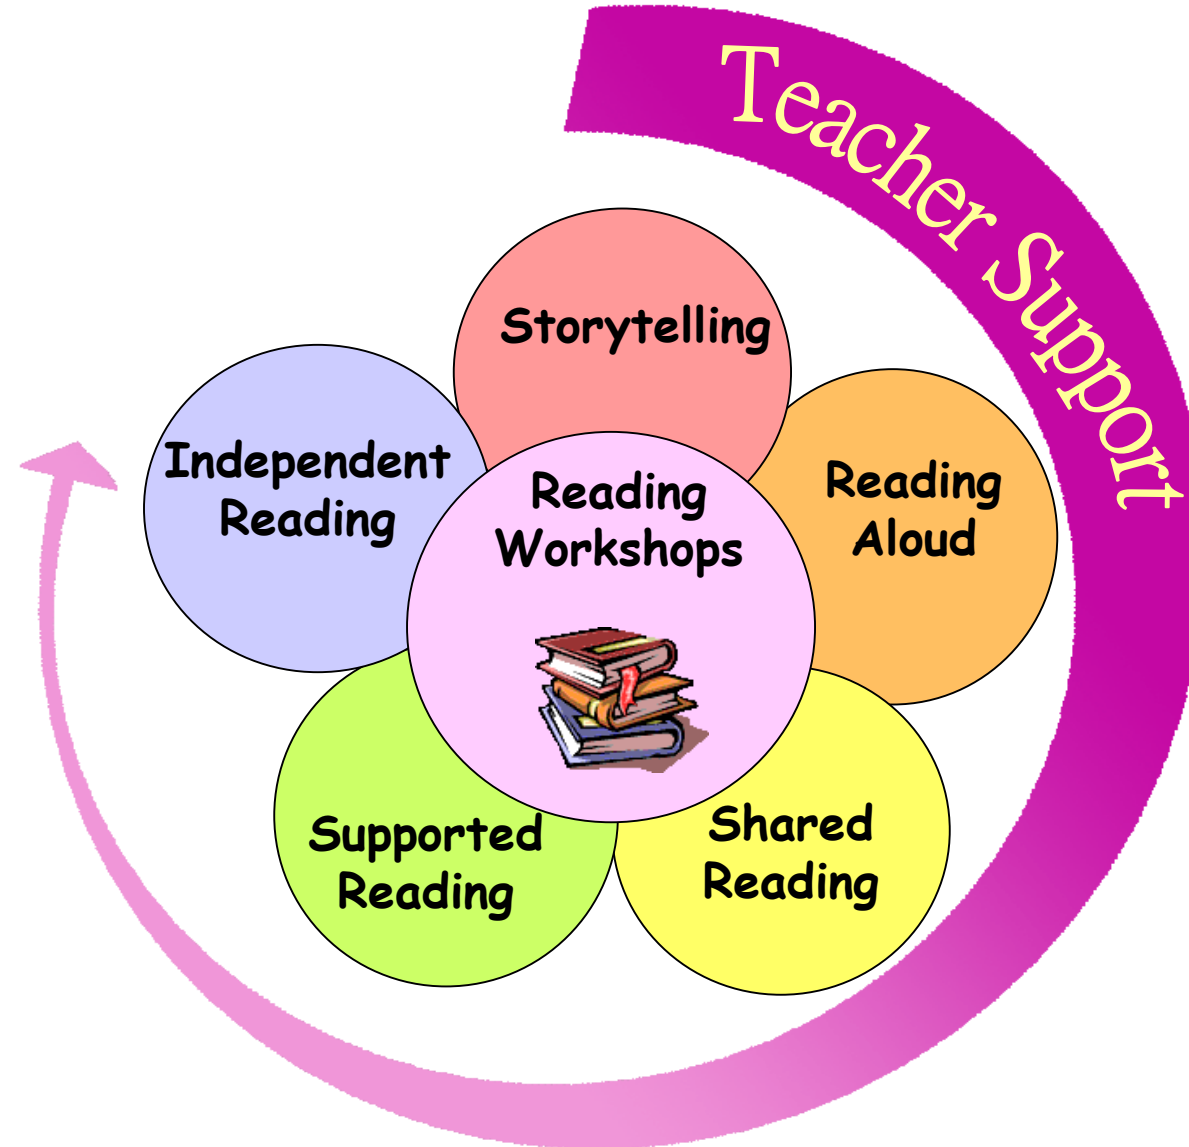 Teacher Support
Storytelling
Independent
Reading
Reading
Workshops
Reading
Aloud
Supported
Reading
Shared
Reading